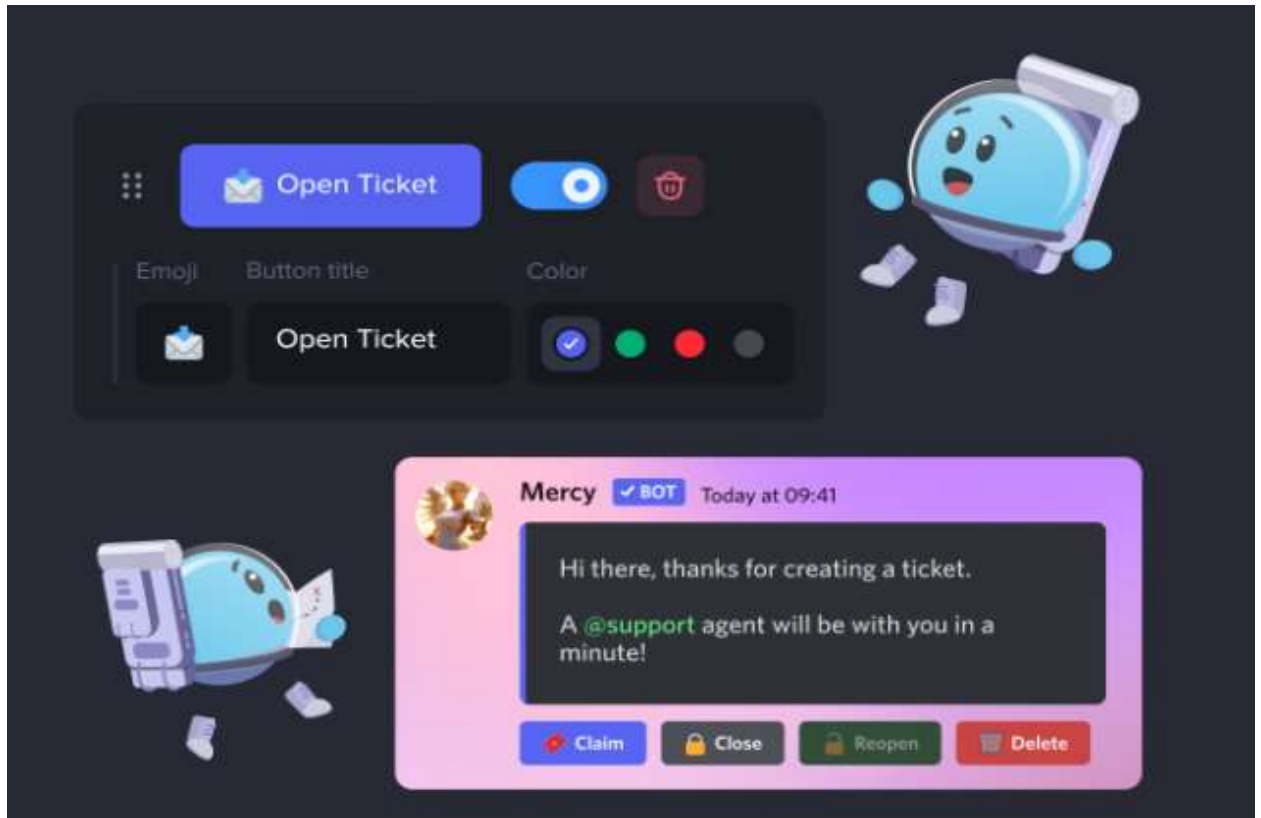 Open Ticket
Emoji Button title Color
Open Ticket
Mercy BOT Today at 09:41
Hi there, thanks for creating a ticket.
A @support agent will be with you in a
minute!
Claim Close Reopen Delete